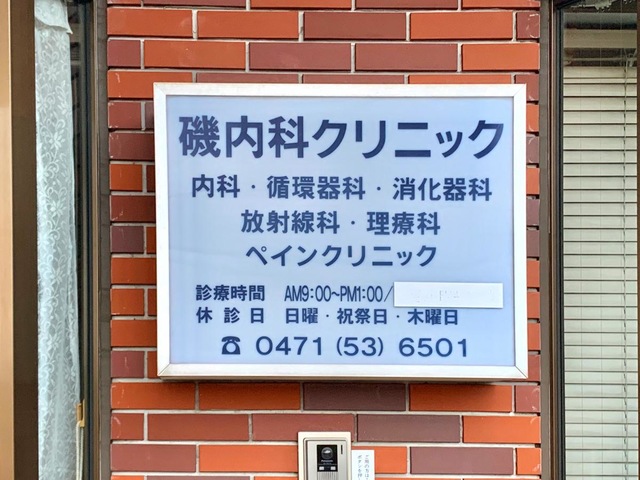 磯内科クリニック
内科・循環器科・消化器科
放射線科・理療科
ペインクリニック
診療時間 AM9:00~PM1:00/
休診日 日曜・祝祭日・木曜日
☎ 0471(53)6501